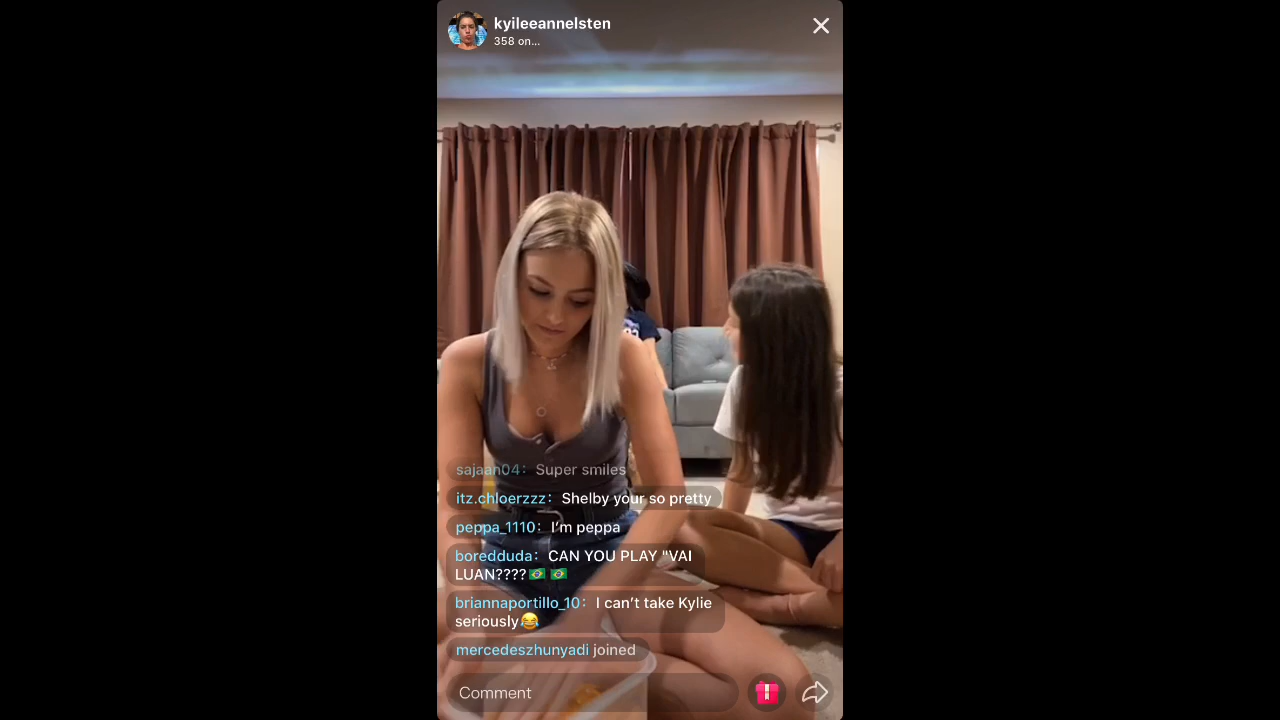 kyileeannelsten
358 on...
sajaan04: Super smiles
itz.chloerzzz: Shelby your so pretty
peppa_1110: I’m peppa
boredduda: CAN YOU PLAY "VAI
LUAN????🇧🇷 🇧🇷
briannaportillo_10: I can’t take Kylie
seriously😂
mercedeszhunyadi joined
Comment